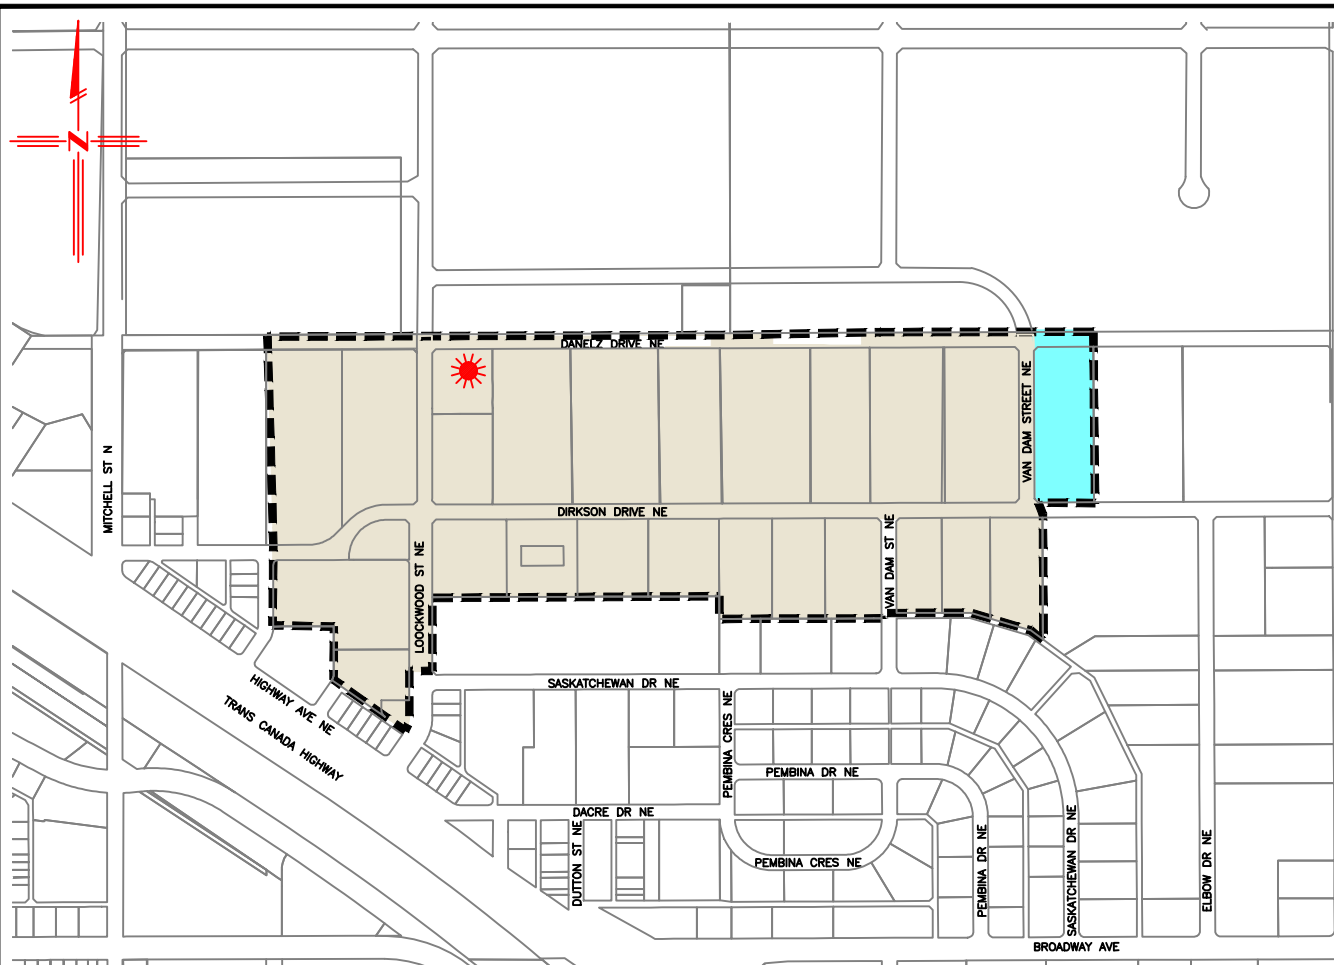 N
DANELZ DRIVE NE
VAN DAM STREET NE
MITCHELL ST N
DIRKSON DRIVE NE
VAN DAM ST NE
LOOCKWOOD ST NE
SASKATCHEWAN DR NE
HIGHWAY AVE NE
TRANS CANADA HIGHWAY
PEMBINA CRES NE
PEMBINA DR NE
DACRE DR NE
DUTTON ST NE
PEMBINA CRES NE
PEMBINA DR NE
SASKATCHEWAN DR NE
ELBOW DR NE
BROADWAY AVE